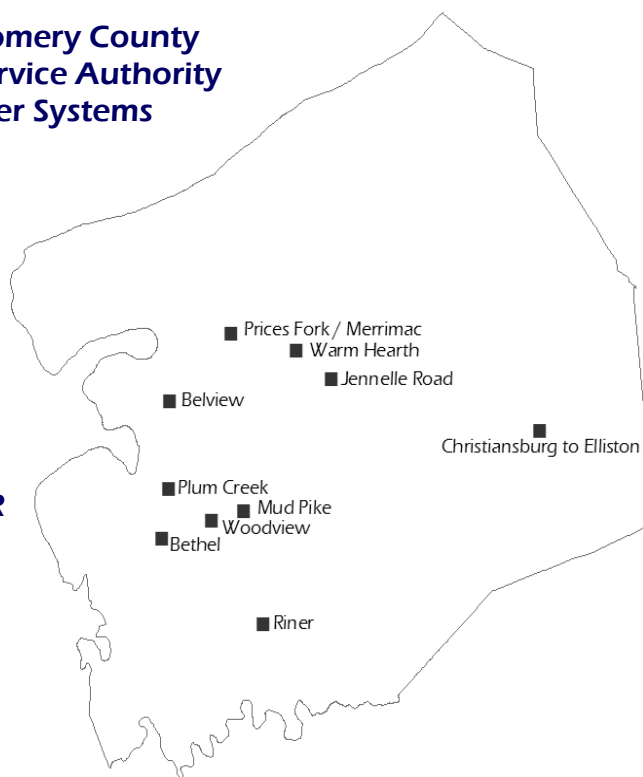 omery County
rvice Authority
er Systems
Prices Fork / Merrimac
Warm Hearth
Jennelle Road
Belview
Christiansburg to Elliston
Plum Creek
R
Mud Pike
Woodview
Bethel
Riner